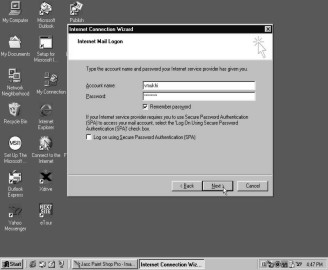 My Computer
Microsoft Outlook
Publish
Internet Connection Wizard
Internet Mail Logon
My Documents
Setup for Microsoft I...
Type the account name and password your Internet service provider has given you.
Account name:
Password:
********
Remember password
Network Neighborhood
My Connection
If your Internet service provider requires you to use Secure Password Authentication
(SPA) to access your mail account, select the 'Log On Using Secure Password
Authentication (SPA)' check box.
Log on using Secure Password Authentication (SPA)
Recycle Bin
Internet Explorer
Set Up The Microsoft...
Connect to the Internet
< Back
Next >
Cancel
Outlook Express
Xdrive
Yahoo Messenger
eTour
Start
Jasc Paint Shop Pro - Ima...
Internet Connection Wiz...
4:47 PM